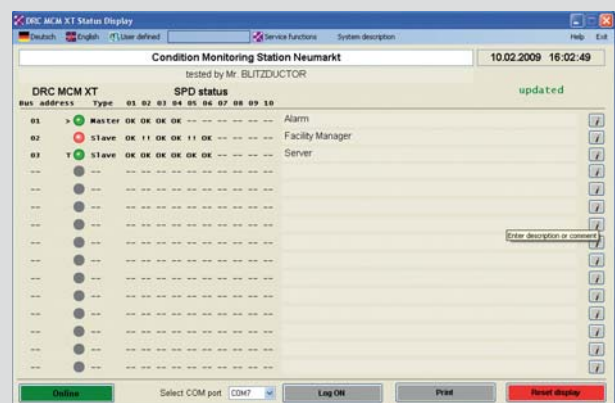 DRC MCM XT Status Display
Deutsch English User defined Service functions System description Help Exit
Condition Monitoring Station Neumarkt 10.02.2009 16:02:49
tested by Mr. BLITZDUCTOR
DRC MCM XT SPD status updated
Bus address Type 01 02 03 04 05 06 07 08 09 10
01 > Master OK OK OK OK -- -- -- -- -- -- Alarm i
02 Slave OK !! OK OK !! OK -- -- -- -- Facility Manager i
03 T Slave OK OK OK OK OK OK -- -- -- -- Server i
-- -- -- -- -- -- -- -- -- -- -- -- i
-- -- -- -- -- -- -- -- -- -- -- -- i
-- -- -- -- -- -- -- -- -- -- -- -- i
-- -- -- -- -- -- -- -- -- -- -- -- i
Enter description or comment
-- -- -- -- -- -- -- -- -- -- -- -- i
-- -- -- -- -- -- -- -- -- -- -- -- i
-- -- -- -- -- -- -- -- -- -- -- -- i
-- -- -- -- -- -- -- -- -- -- -- -- i
-- -- -- -- -- -- -- -- -- -- -- -- i
-- -- -- -- -- -- -- -- -- -- -- -- i
-- -- -- -- -- -- -- -- -- -- -- -- i
-- -- -- -- -- -- -- -- -- -- -- -- i
Online Select COM port COM7 Log ON Print Reset display